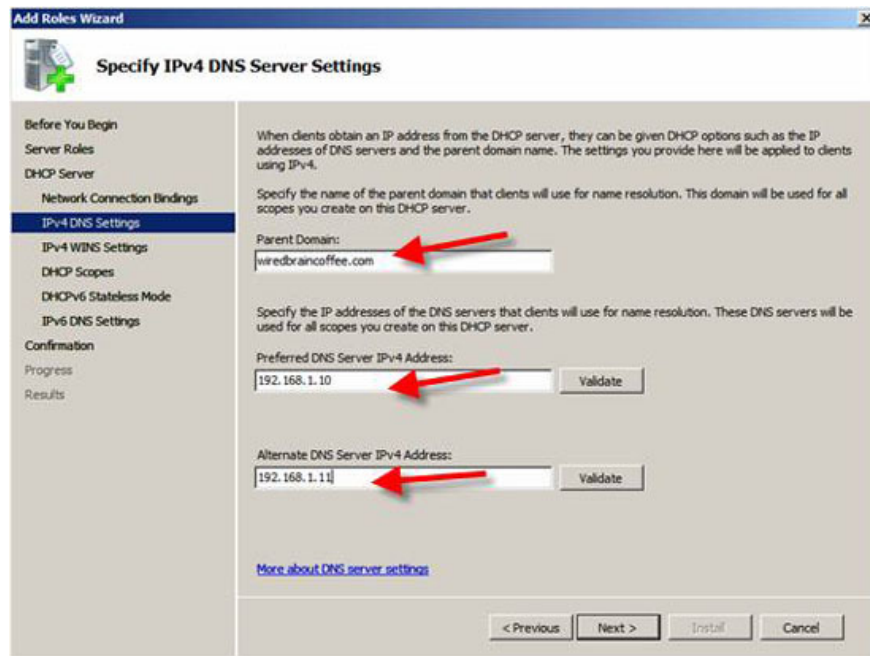 Add Roles Wizard
Specify IPv4 DNS Server Settings
Before You Begin
Server Roles
DHCP Server
Network Connection Bindings
IPv4 DNS Settings
IPv4 WINS Settings
DHCP Scopes
DHCPv6 Stateless Mode
IPv6 DNS Settings
Confirmation
Progress
Results
When clients obtain an IP address from the DHCP server, they can be given DHCP options such as the IP
addresses of DNS servers and the parent domain name. The settings you provide here will be applied to clients
using IPv4.
Specify the name of the parent domain that clients will use for name resolution. This domain will be used for all
scopes you create on this DHCP server.
Parent Domain:
wiredbraincoffee.com
Specify the IP addresses of the DNS servers that clients will use for name resolution. These DNS servers will be
used for all scopes you create on this DHCP server.
Preferred DNS Server IPv4 Address:
192.168.1.10
Validate
Alternate DNS Server IPv4 Address:
192.168.1.11
Validate
More about DNS server settings
< Previous
Next >
Install
Cancel